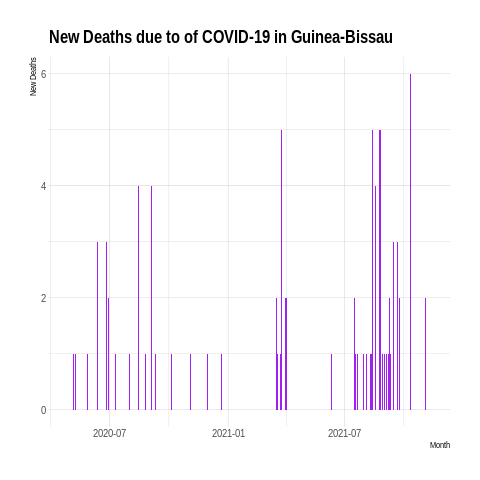 New Deaths due to of COVID-19 in Guinea-Bissau
New Deaths
6
4
2
0
2020-07
2021-01
2021-07
Month